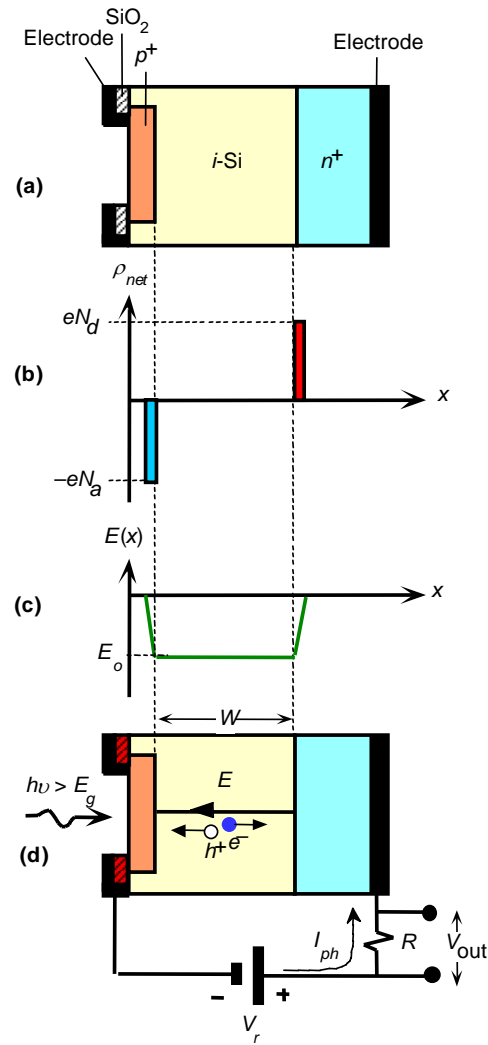 SiO₂
Electrode
p⁺
Electrode
i-Si
n⁺
(a)
ρnet
eNd
(b)
x
−eNa
E(x)
x
(c)
Eo
W
hυ > Eg
E
h⁺
e⁻
(d)
Iph
R
Vout
-
+
Vr